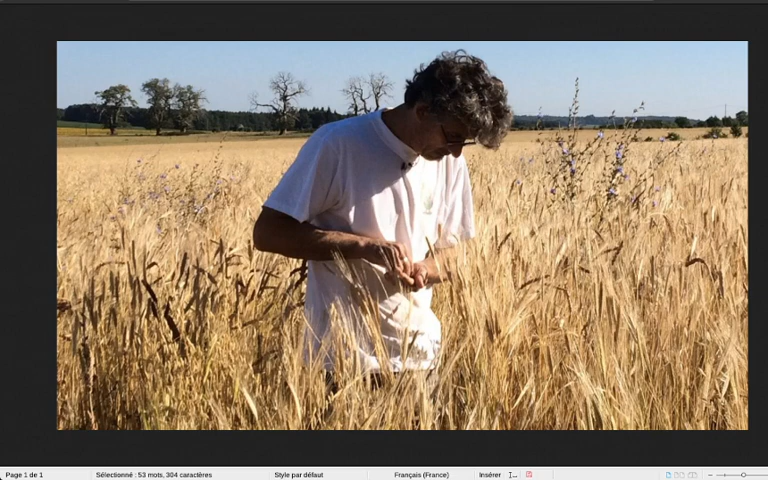 Page 1 de 1 Sélectionné : 53 mots, 304 caractères Style par défaut Français (France) Insérer